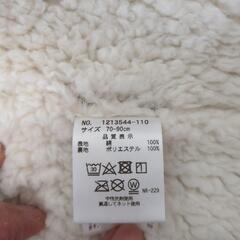 NO. 1213544-110
サイズ 70-90cm
品質表示
表地 綿 100%
裏地 ポリエステル 100%
NR-229
中性洗剤使用
裏返してネット使用